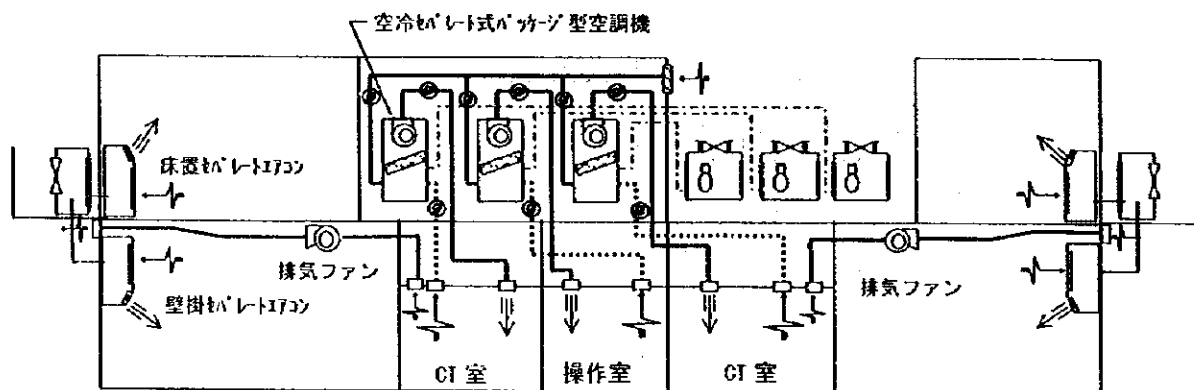 空冷ｾﾊﾟﾚｰﾄ式ﾊﾟｯｹｰｼﾞ型空調機
床置ｾﾊﾟﾚｰﾄｴｱｺﾝ
排気ファン
排気ファン
壁掛ｾﾊﾟﾚｰﾄｴｱｺﾝ
CT 室
操作室
CT 室